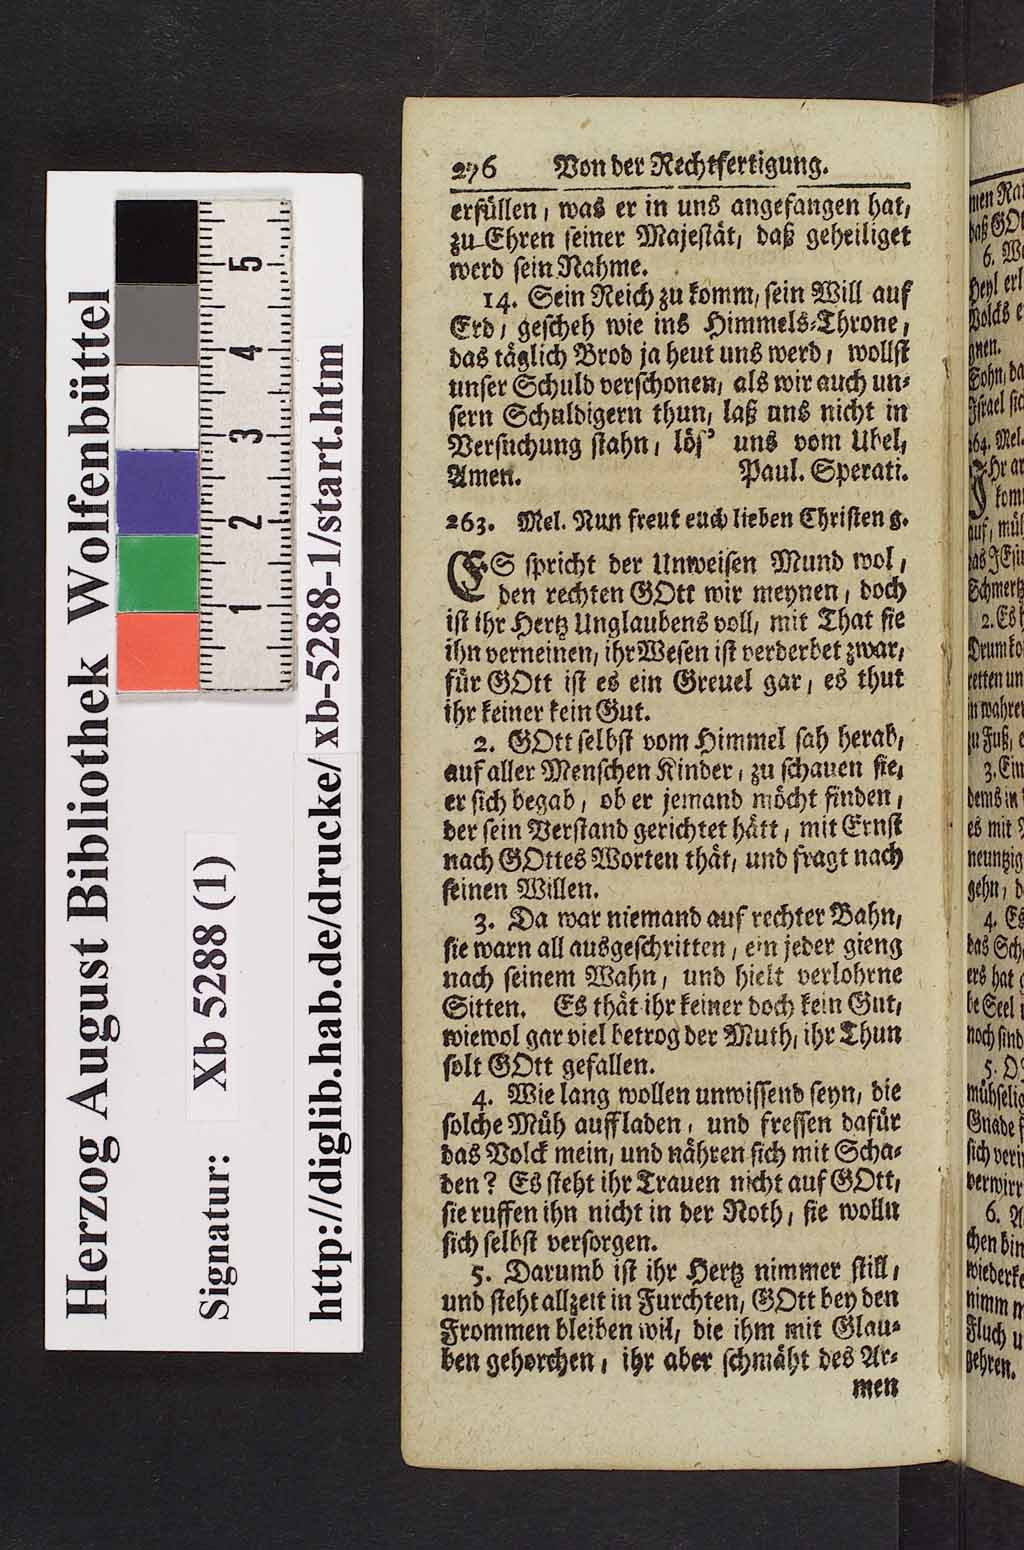 Herzog August Bibliothek Wolfenbüttel
Signatur: Xb 5288 (1)
http://diglib.hab.de/drucke/ xb-5288-1/start.htm
5
4
3
2
1
276 Von der Rechtfertigung.
erfüllen, was er in uns angefangen hat,
zu Ehren seiner Majestät, daß geheiliget
werd sein Nahme.
14. Sein Reich zu komm, sein Will auf
Erd, gescheh wie ins Himmels-Throne,
das täglich Brod ja heut uns werd, wollst
unser Schuld verschonen, als wir auch un-
sern Schuldigern thun, laß uns nicht in
Versuchung stahn, lös' uns vom Ubel,
Amen. Paul. Sperati.
263. Mel. Nun freut euch lieben Christen g.
ES spricht der Unweisen Mund wol,
den rechten GOtt wir meynen, doch
ist ihr Hertz Unglaubens voll, mit That sie
ihn verneinen, ihr Wesen ist verderbet zwar,
für GOtt ist es ein Greuel gar, es thut
ihr keiner kein Gut.
2. GOtt selbst vom Himmel sah herab,
auf aller Menschen Kinder, zu schauen sie,
er sich begab, ob er jemand möcht finden,
der sein Verstand gerichtet hätt, mit Ernst
nach GOttes Worten thät, und fragt nach
seinen Willen.
3. Da war niemand auf rechter Bahn,
sie warn all ausgeschritten, ein jeder gieng
nach seinem Wahn, und hielt verlohrne
Sitten. Es thät ihr keiner doch kein Gut,
wiewol gar viel betrog der Muth, ihr Thun
solt GOtt gefallen.
4. Wie lang wollen unwissend seyn, die
solche Müh auffladen, und fressen dafür
das Volck mein, und nähren sich mit Scha-
den? Es steht ihr Trauen nicht auf GOtt,
sie ruffen ihn nicht in der Noth, sie wolln
sich selbst versorgen.
5. Darumb ist ihr Hertz nimmer still,
und steht allzeit in Furchten, GOtt bey den
Frommen bleiben wil, die ihm mit Glau-
ben gehorchen, ihr aber schmäht des Ar-
men